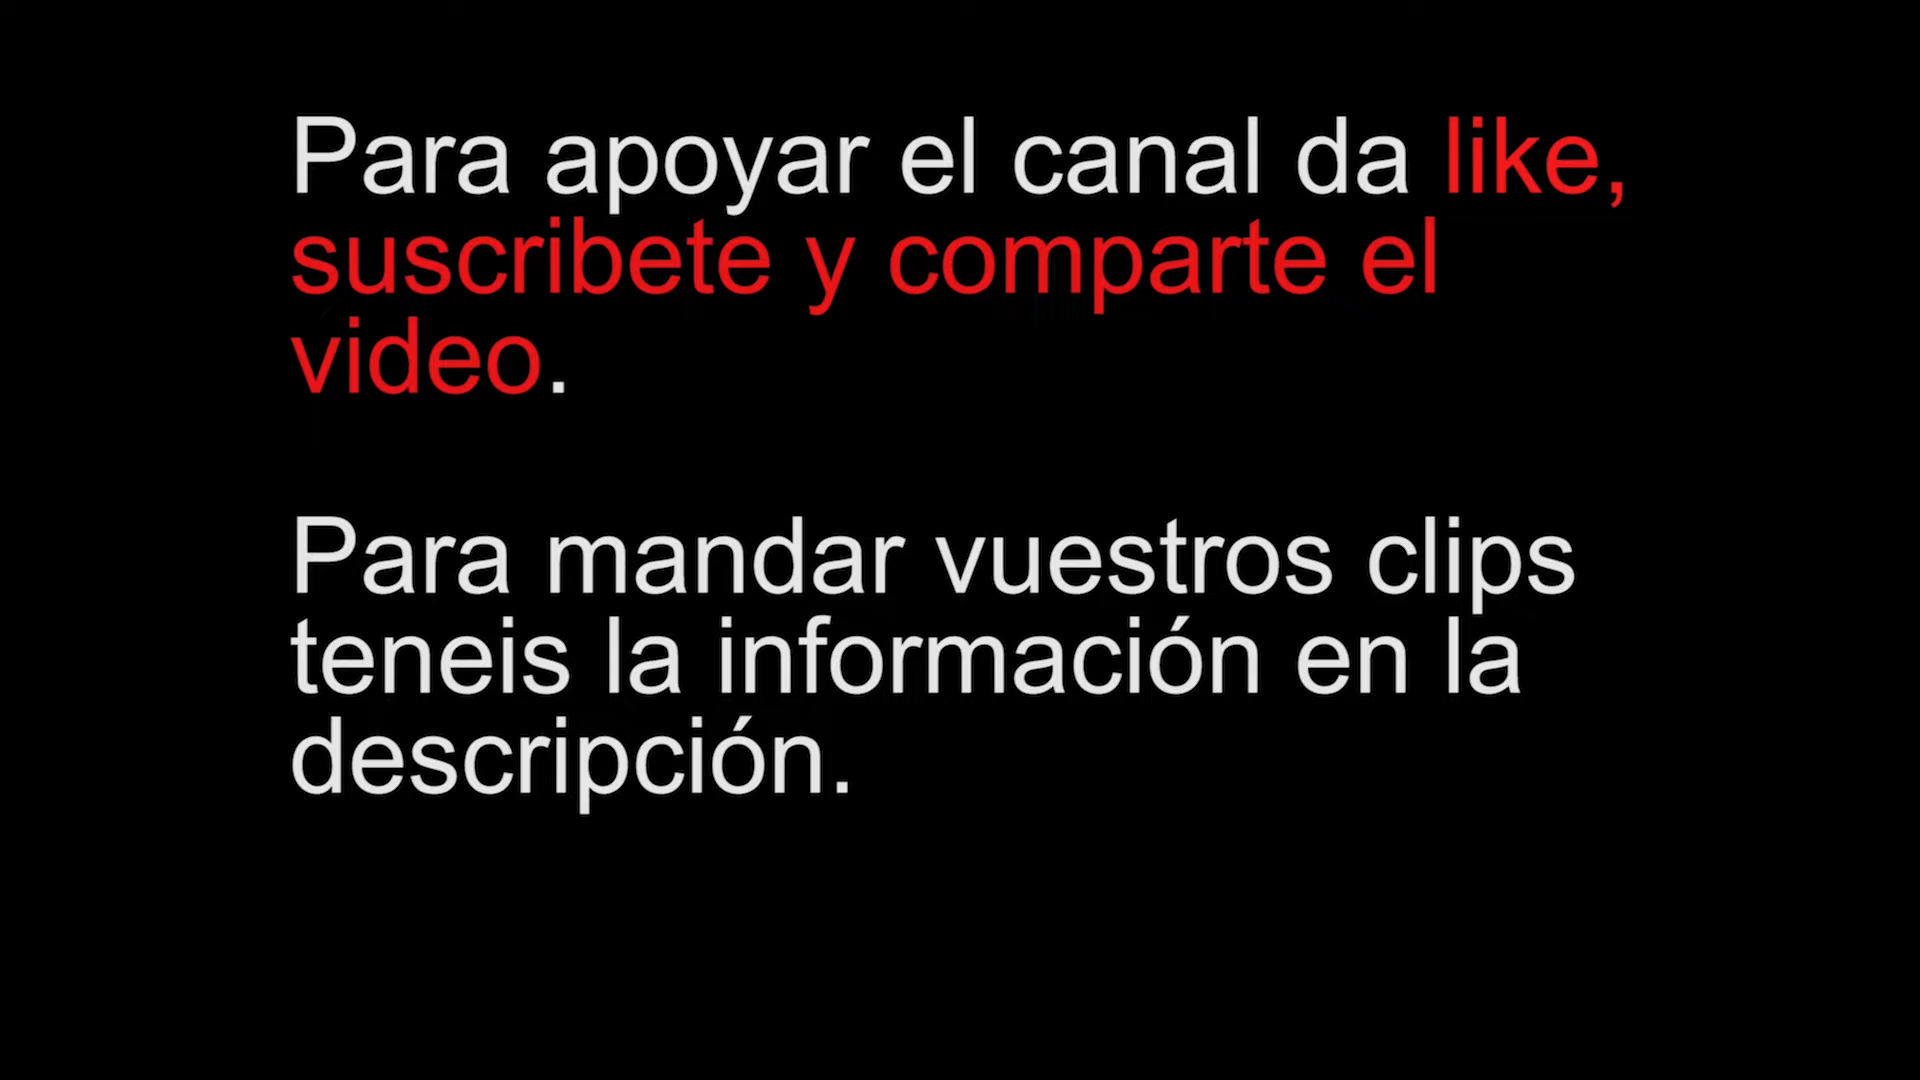 Para apoyar el canal da like,
suscribete y comparte el
video.
Para mandar vuestros clips
teneis la información en la
descripción.